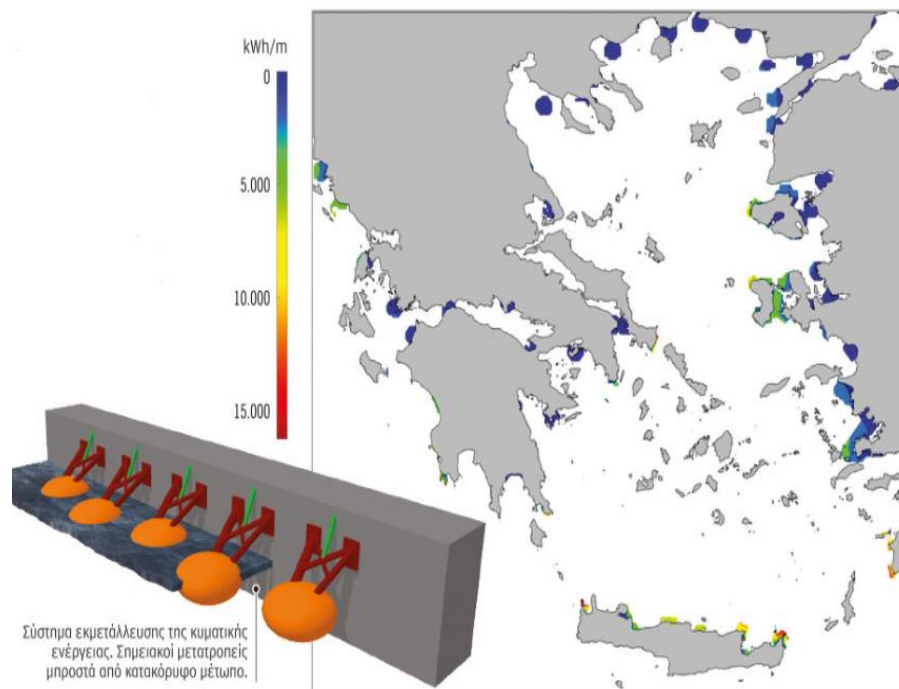 kWh/m
0
5.000
10.000
15.000
Σύστημα εκμετάλλευσης της κυματικής
ενέργειας. Σημειακοί μετατροπείς
μπροστά από κατακόρυφο μέτωπο.